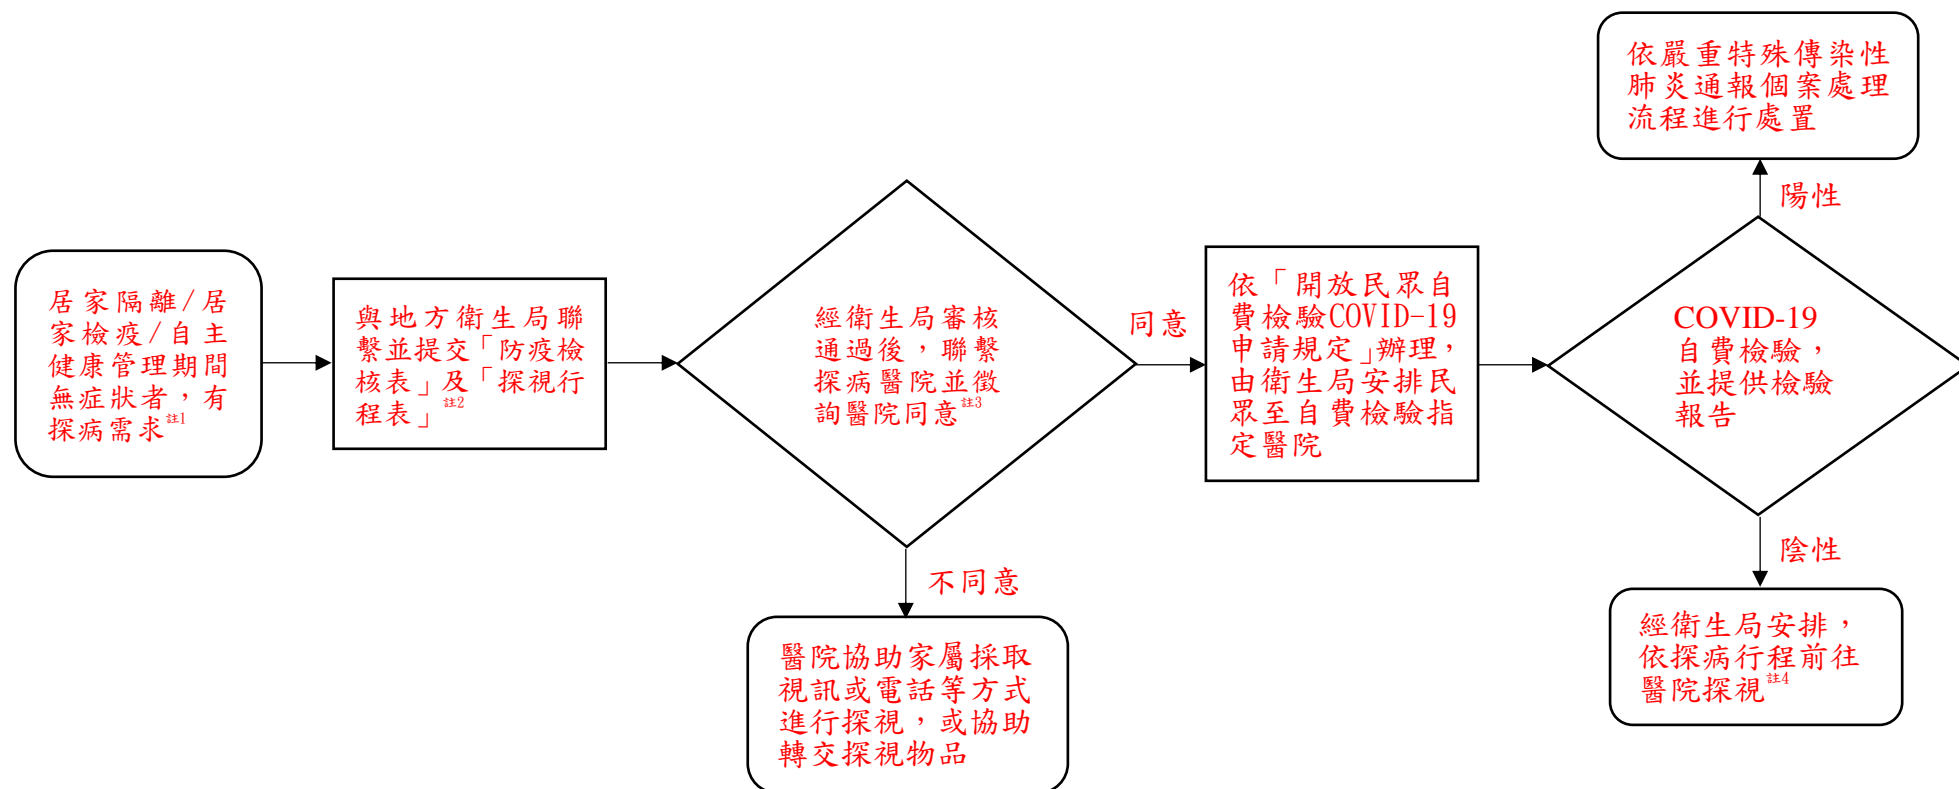 居家隔離/居
家檢疫/自主
健康管理期間
無症狀者，有
探病需求註1
與地方衛生局聯
繫並提交「防疫檢
核表」及「探視行
程表」註2
經衛生局審核
通過後，聯繫
探病醫院並徵
詢醫院同意註3
同意
不同意
醫院協助家屬採取
視訊或電話等方式
進行探視，或協助
轉交探視物品
依「開放民眾自
費檢驗COVID-19
申請規定」辦理，
由衛生局安排民
眾至自費檢驗指
定醫院
COVID-19
自費檢驗，
並提供檢驗
報告
陽性
依嚴重特殊傳染性
肺炎通報個案處理
流程進行處置
陰性
經衛生局安排，
依探病行程前往
醫院探視註4